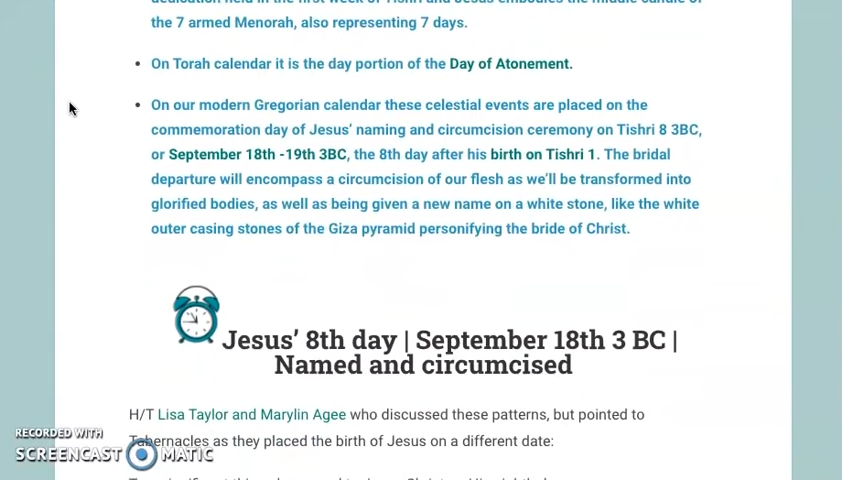 the 7 armed Menorah, also representing 7 days.
On Torah calendar it is the day portion of the Day of Atonement.
On our modern Gregorian calendar these celestial events are placed on the
commemoration day of Jesus’ naming and circumcision ceremony on Tishri 8 3BC,
or September 18th -19th 3BC, the 8th day after his birth on Tishri 1. The bridal
departure will encompass a circumcision of our flesh as we’ll be transformed into
glorified bodies, as well as being given a new name on a white stone, like the white
outer casing stones of the Giza pyramid personifying the bride of Christ.
Jesus’ 8th day | September 18th 3 BC |
Named and circumcised
H/T Lisa Taylor and Marylin Agee who discussed these patterns, but pointed to
Tabernacles as they placed the birth of Jesus on a different date:
RECORDED WITH
SCREENCAST MATIC